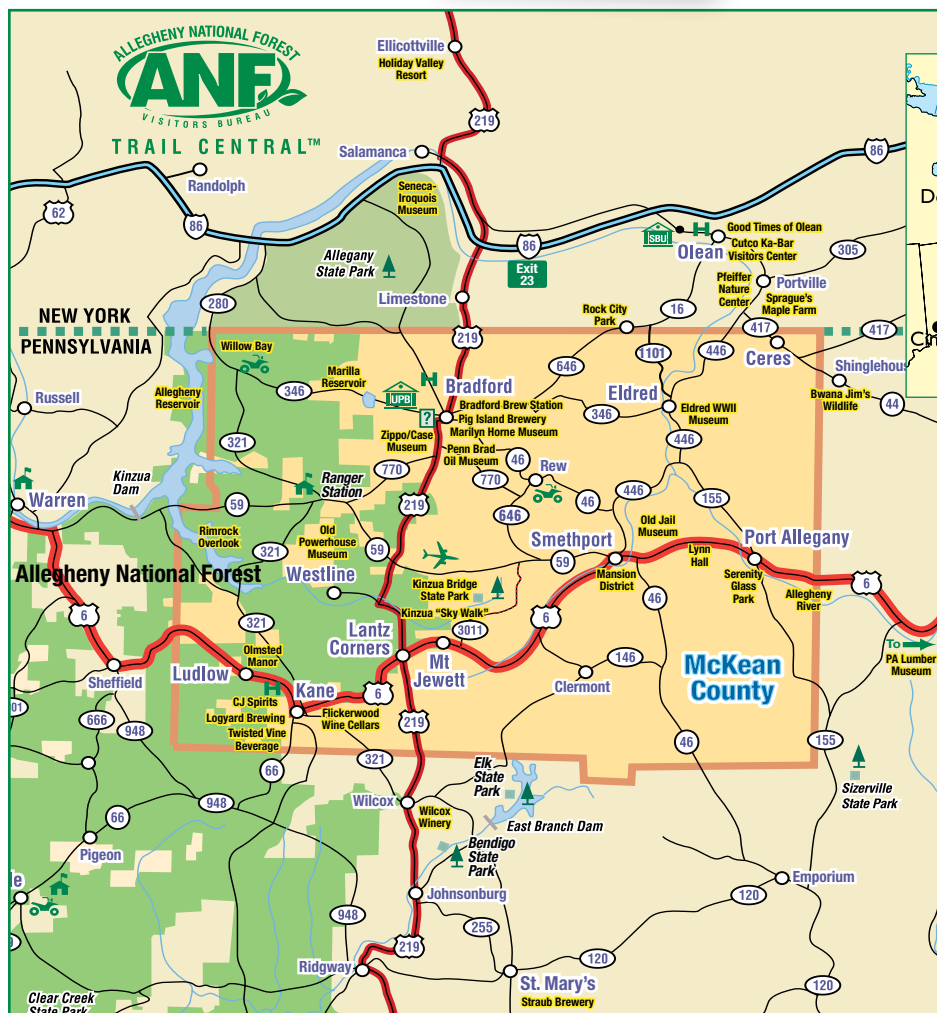 ALLEGHENY NATIONAL FOREST
ANF
VISITORS BUREAU
TRAIL CENTRAL™
Ellicottville
Holiday Valley
Resort
219
Salamanca
86
Randolph
62
86
Seneca-
Iroquois
Museum
SBU
H
Good Times of Olean
Olean
Cutco Ka-Bar
Visitors Center
305
86
Exit
23
Allegany
State Park
Pfeiffer
Nature
Center
Portville
Sprague's
Maple Farm
280
Limestone
Rock City
Park
16
NEW YORK
PENNSYLVANIA
219
417
417
Ceres
Willow Bay
1101
446
646
Shinglehous
Marilla
Reservoir
H
Bradford
346
UPB
Eldred
Bwana Jim's
Wildlife
44
Russell
Allegheny
Reservoir
?
Bradford Brew Station
Pig Island Brewery
Marilyn Home Museum
346
Eldred WWII
Museum
321
Zippo/Case
Museum
Penn Brad
Oil Museum
446
46
Rew
770
770
Kinzua
Dam
Ranger
Station
446
155
Warren
59
219
46
646
Rimrock
Overlook
Old
Powerhouse
Museum
Old Jail
Museum
321
59
Smethport
Lynn
Hall
Port Allegany
59
Allegheny National Forest
Westline
Kinzua Bridge
State Park
Mansion
District
Serenity
Glass
Park
6
Allegheny
River
Kinzua "Sky Walk"
46
6
321
6
3011
Lantz
Corners
Olmsted
Manor
Mt
Jewett
146
To
PA Lumber
Museum
McKean
County
Ludlow
Sheffield
H
Kane
6
Clermont
CJ Spirits
Logyard Brewing
Twisted Vine
Beverage
Flickerwood
Wine Cellars
219
01
666
948
46
155
321
66
Elk
State
Park
Sizerville
State Park
948
Wilcox
Wilcox
Winery
66
East Branch Dam
Bendigo
State
Park
Pigeon
le
Johnsonburg
Emporium
120
948
255
219
120
Ridgway
St. Mary's
Straub Brewery
120
Clear Creek
State Park